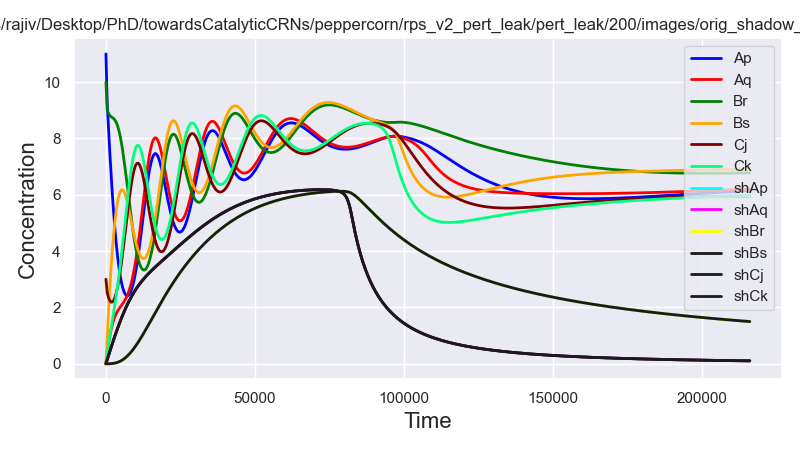 s/rajiv/Desktop/PhD/towardsCatalyticCRNs/peppercorn/rps_v2_pert_leak/pert_leak/200/images/orig_shadow_
Concentration
10
8
6
4
2
0
0 50000 100000 150000 200000
Time
Ap
Aq
Br
Bs
Cj
Ck
shAp
shAq
shBr
shBs
shCj
shCk